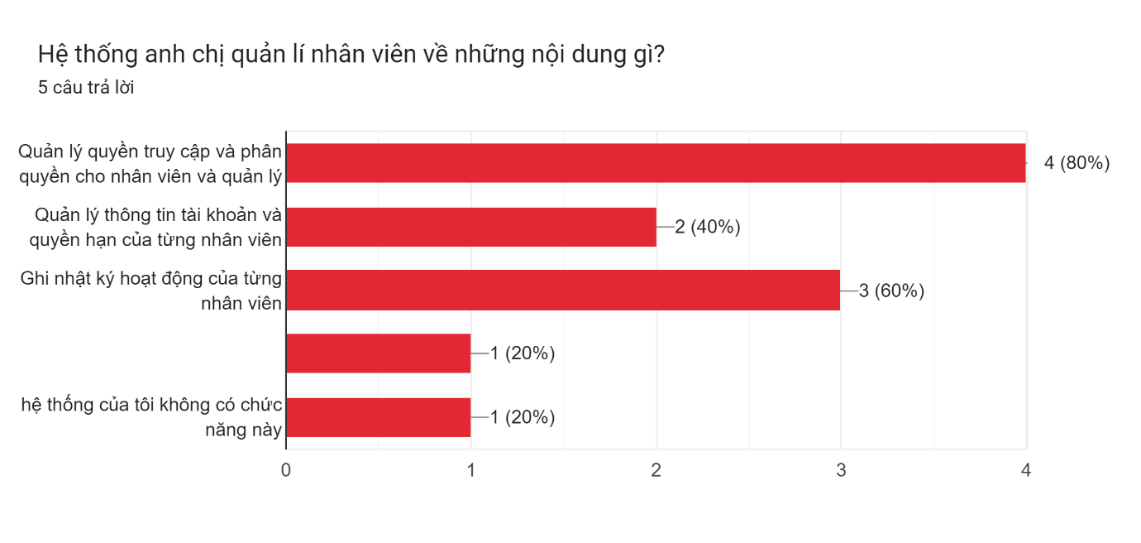 Hệ thống anh chị quản lí nhân viên về những nội dung gì?
5 câu trả lời
Quản lý quyền truy cập và phân
quyền cho nhân viên và quản lý
4 (80%)
Quản lý thông tin tài khoản và
quyền hạn của từng nhân viên
2 (40%)
Ghi nhật ký hoạt động của từng
nhân viên
3 (60%)
1 (20%)
hệ thống của tôi không có chức
năng này
1 (20%)
0 1 2 3 4